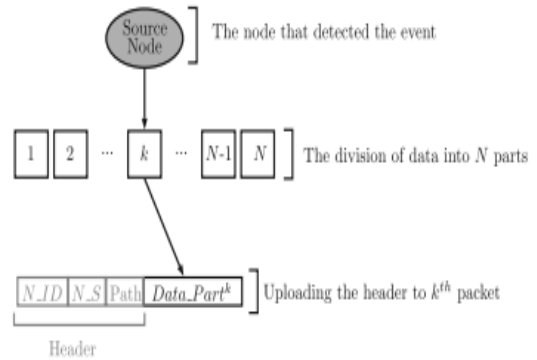 Source
Node
The node that detected the event
1 2 ... k ... N-1 N
The division of data into N parts
N_ID N_S Path Data_Part^k
Uploading the header to k^th packet
Header